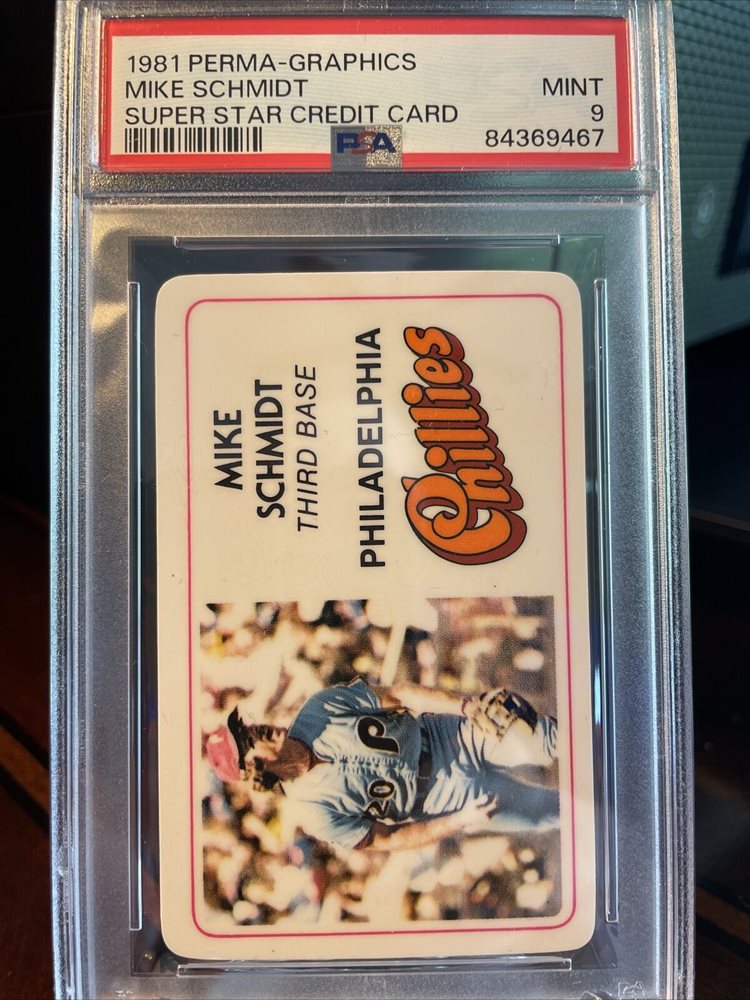 1981 PERMA-GRAPHICS
MIKE SCHMIDT MINT
SUPER STAR CREDIT CARD 9
PSA 84369467
MIKE
SCHMIDT
THIRD BASE
PHILADELPHIA
Phillies
P
20